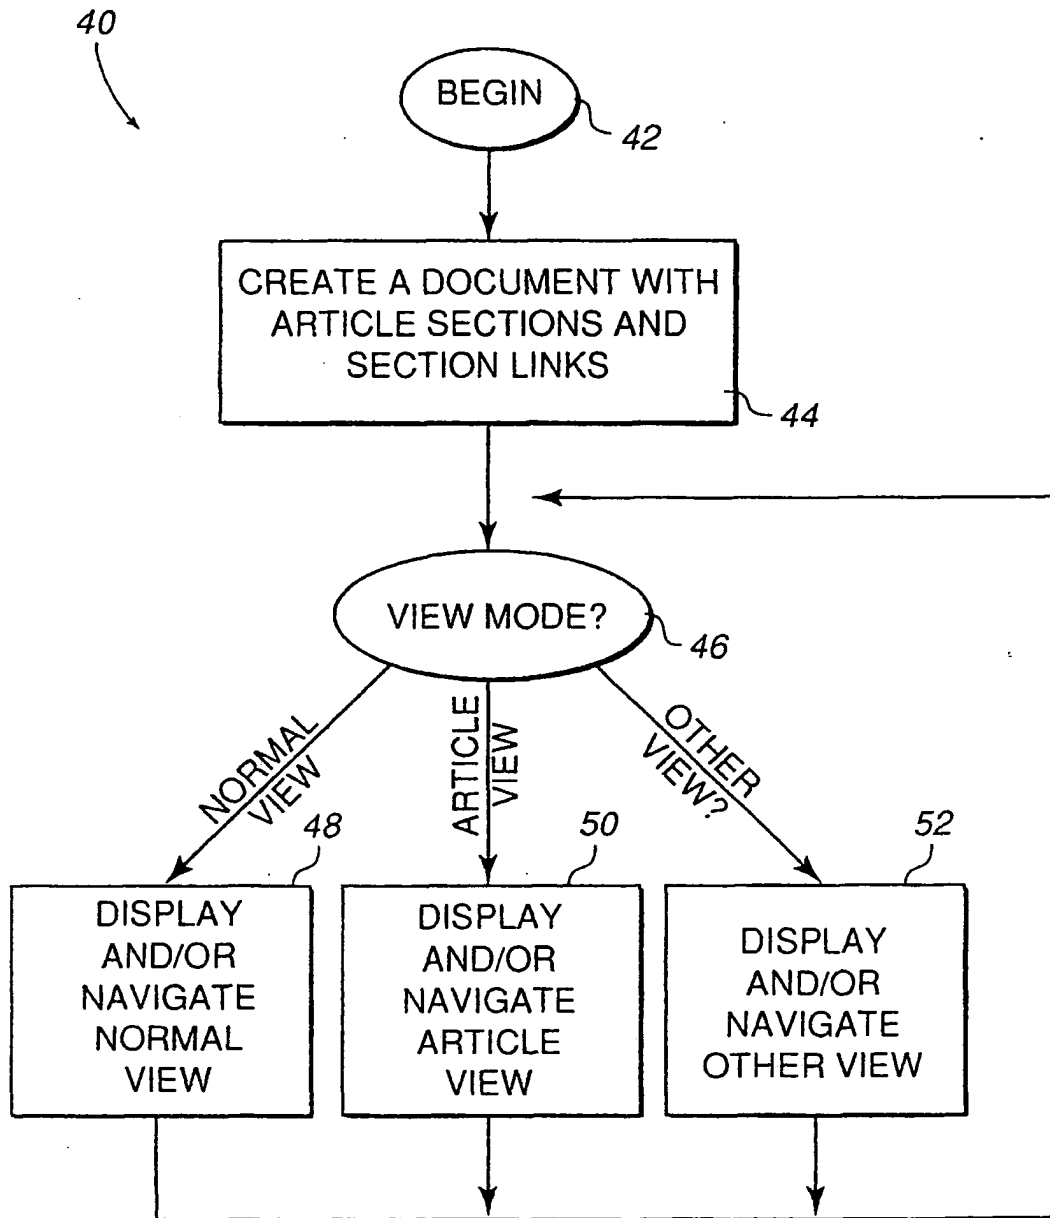 40
BEGIN
42
CREATE A DOCUMENT WITH
ARTICLE SECTIONS AND
SECTION LINKS
44
VIEW MODE?
46
NORMAL
VIEW
ARTICLE
VIEW
OTHER
VIEW?
48
50
52
DISPLAY
AND/OR
NAVIGATE
NORMAL
VIEW
DISPLAY
AND/OR
NAVIGATE
ARTICLE
VIEW
DISPLAY
AND/OR
NAVIGATE
OTHER VIEW